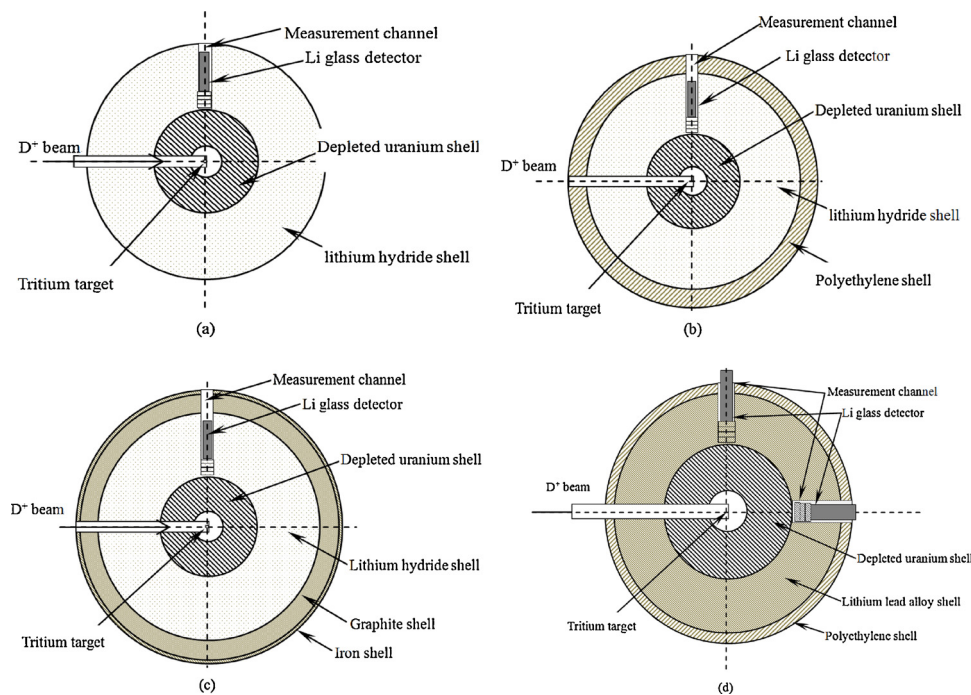 Measurement channel
Li glass detector
D+ beam
Depleted uranium shell
lithium hydride shell
Tritium target
(a)
Measurement channel
Li glass detector
Depleted uranium shell
D+ beam
lithium hydride shell
Polyethylene shell
Tritium target
(b)
Measurement channel
Li glass detector
Depleted uranium shell
D+ beam
Lithium hydride shell
Tritium target
Graphite shell
Iron shell
(c)
Measurement channel
Li glass detector
D+ beam
Depleted uranium shell
Lithium lead alloy shell
Tritium target
Polyethylene shell
(d)